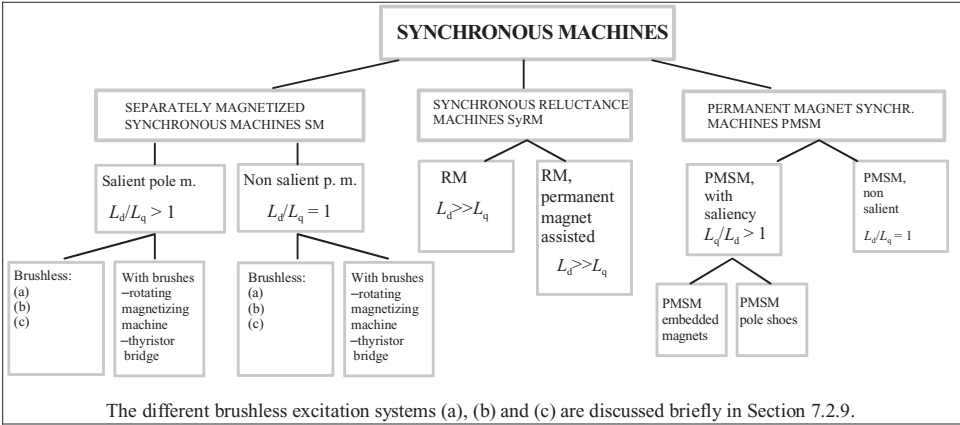 SYNCHRONOUS MACHINES
SEPARATELY MAGNETIZED
SYNCHRONOUS MACHINES SM
SYNCHRONOUS RELUCTANCE
MACHINES SyRM
PERMANENT MAGNET SYNCHR.
MACHINES PMSM
Salient pole m.
Ld/Lq > 1
Non salient p. m.
Ld/Lq = 1
RM
Ld>>Lq
RM,
permanent
magnet
assisted
Ld>>Lq
PMSM,
with
saliency
Lq/Ld > 1
PMSM,
non
salient
Ld/Lq = 1
Brushless:
(a)
(b)
(c)
With brushes
–rotating
magnetizing
machine
–thyristor
bridge
Brushless:
(a)
(b)
(c)
With brushes
–rotating
magnetizing
machine
–thyristor
bridge
PMSM
embedded
magnets
PMSM
pole shoes
The different brushless excitation systems (a), (b) and (c) are discussed briefly in Section 7.2.9.